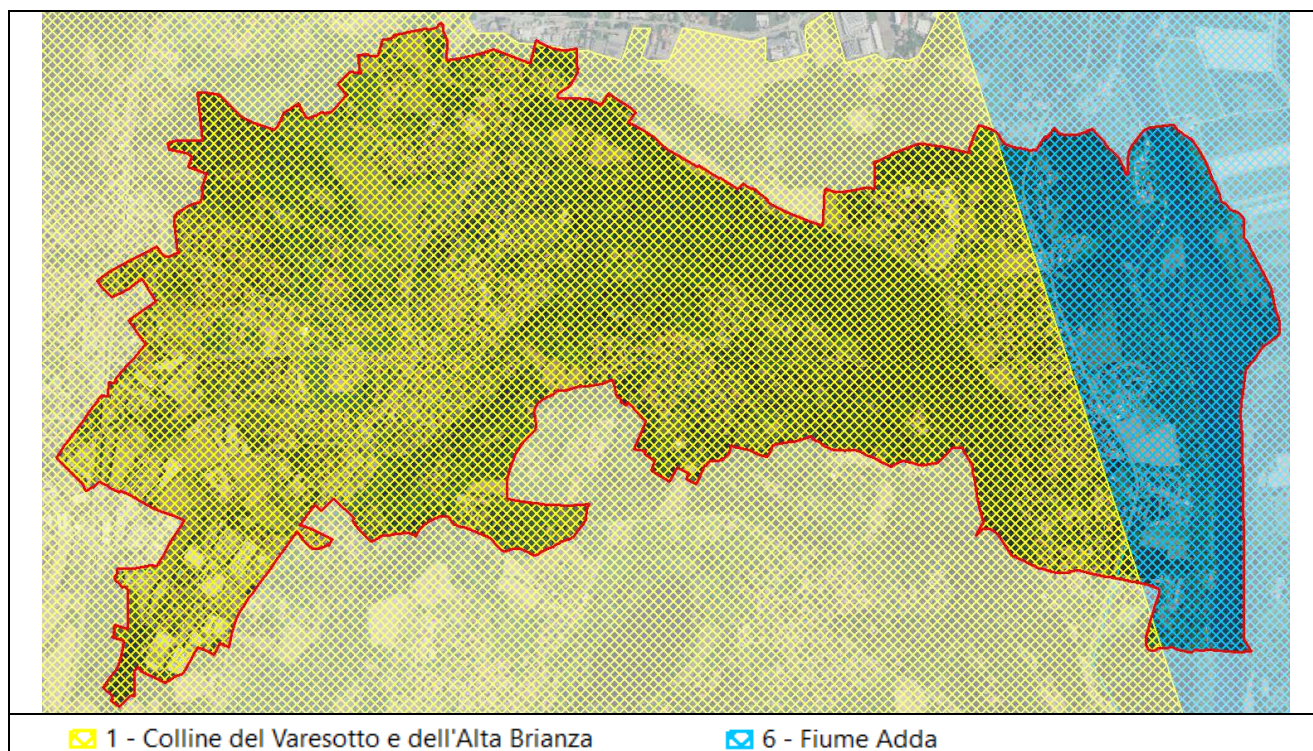 1 - Colline del Varesotto e dell'Alta Brianza
6 - Fiume Adda